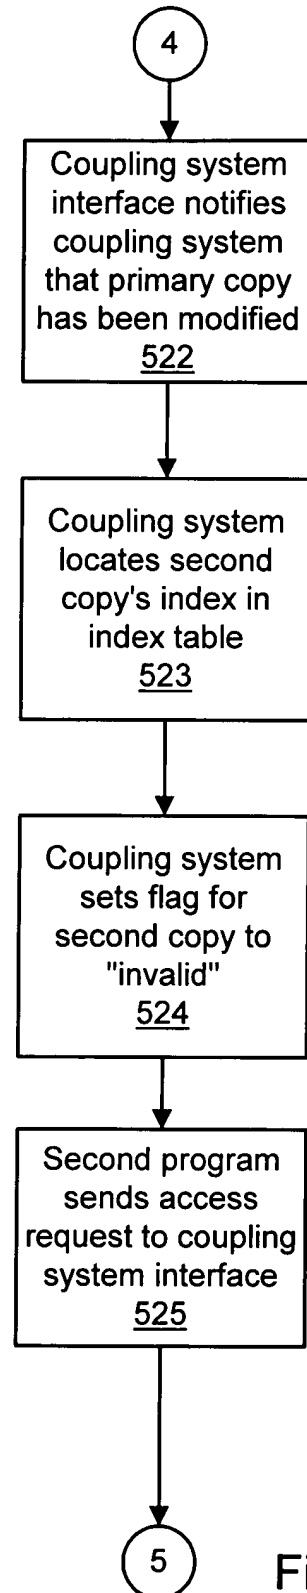 4
Coupling system
interface notifies
coupling system
that primary copy
has been modified
522
Coupling system
locates second
copy's index in
index table
523
Coupling system
sets flag for
second copy to
"invalid"
524
Second program
sends access
request to coupling
system interface
525
5